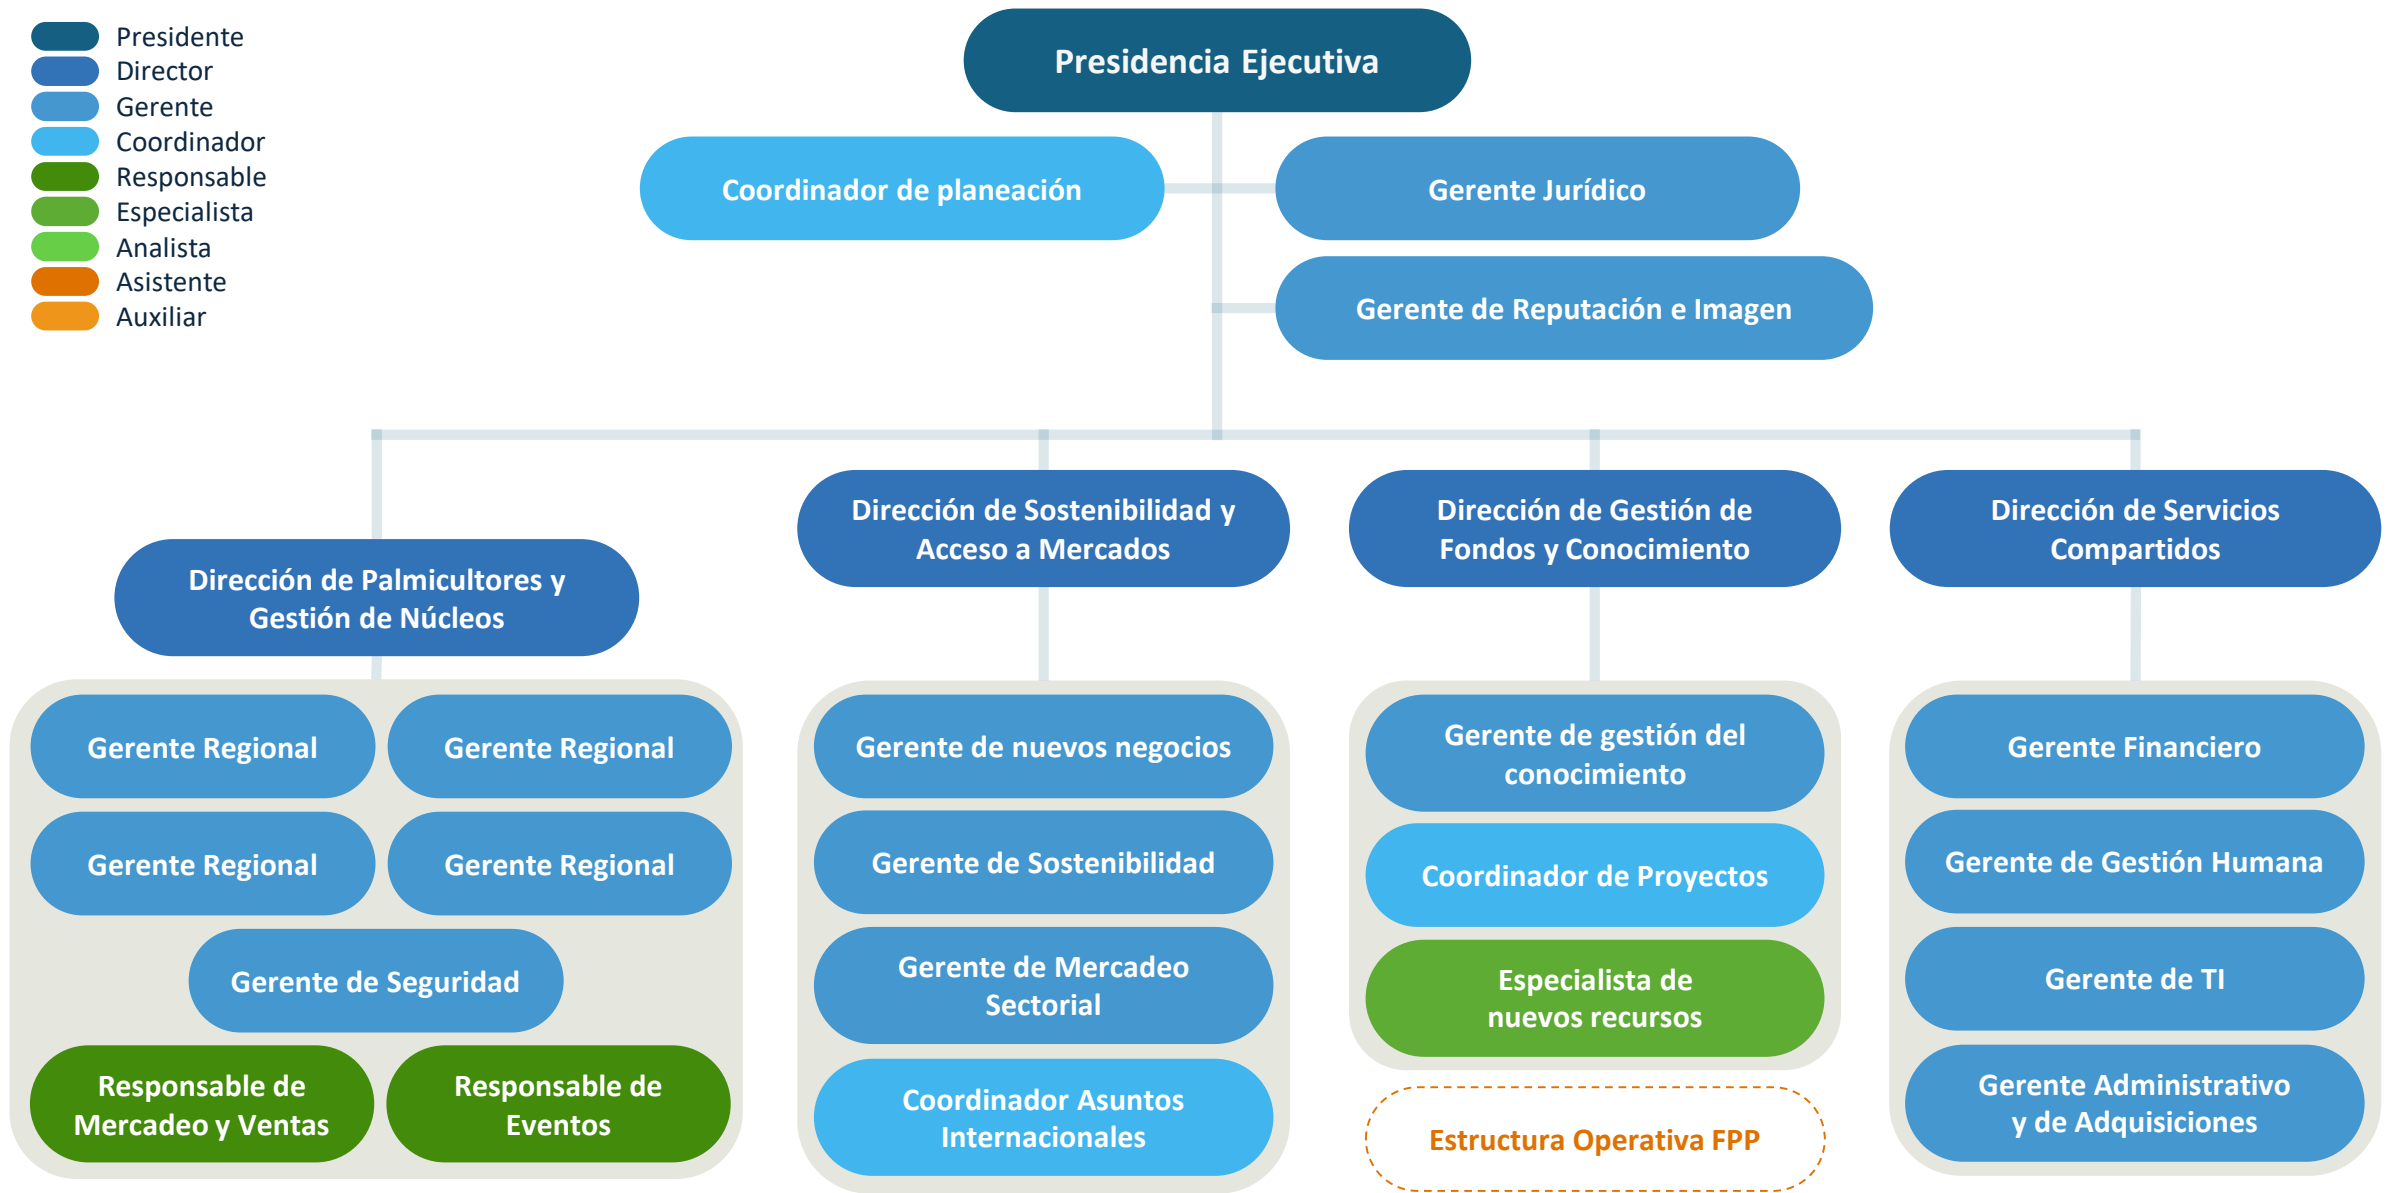 Presidente
Director
Gerente
Coordinador
Responsable
Especialista
Analista
Asistente
Auxiliar
Presidencia Ejecutiva
Coordinador de planeación
Gerente Jurídico
Gerente de Reputación e Imagen
Dirección de Palmicultores y
Gestión de Núcleos
Gerente Regional
Gerente Regional
Gerente Regional
Gerente Regional
Gerente de Seguridad
Responsable de
Mercadeo y Ventas
Responsable de
Eventos
Dirección de Sostenibilidad y
Acceso a Mercados
Gerente de nuevos negocios
Gerente de Sostenibilidad
Gerente de Mercadeo
Sectorial
Coordinador Asuntos
Internacionales
Dirección de Gestión de
Fondos y Conocimiento
Gerente de gestión del
conocimiento
Coordinador de Proyectos
Especialista de
nuevos recursos
Estructura Operativa FPP
Dirección de Servicios
Compartidos
Gerente Financiero
Gerente de Gestión Humana
Gerente de TI
Gerente Administrativo
y de Adquisiciones